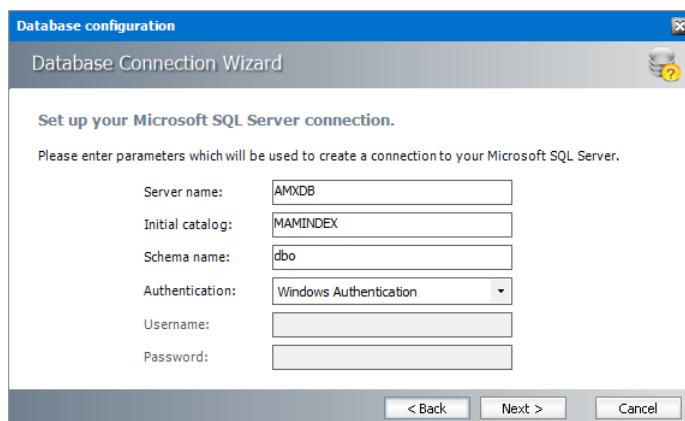 Database configuration
Database Connection Wizard
Set up your Microsoft SQL Server connection.
Please enter parameters which will be used to create a connection to your Microsoft SQL Server.
Server name: AMXDB
Initial catalog: MAMINDEX
Schema name: dbo
Authentication: Windows Authentication
Username:
Password:
< Back Next > Cancel